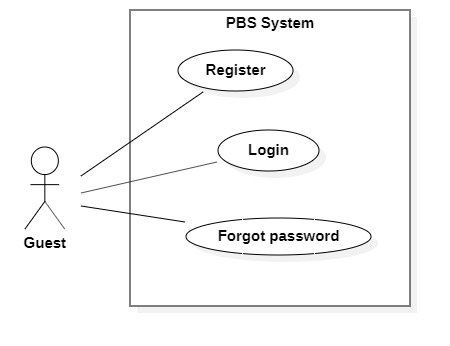 PBS System
Register
Login
Forgot password
Guest